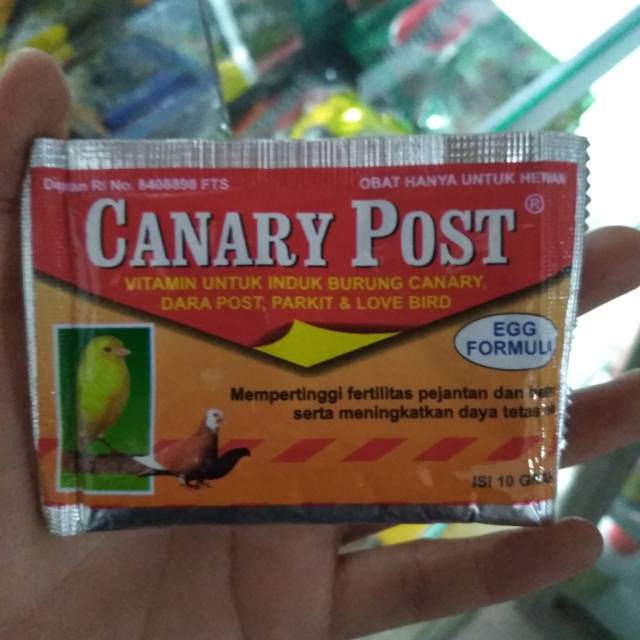 Deptan RI No. 8408898 FTS
OBAT HANYA UNTUK HEWAN
CANARY POST ®
VITAMIN UNTUK INDUK BURUNG CANARY,
DARA POST, PARKIT & LOVE BIRD
EGG
FORMULA
Mempertinggi fertilitas pejantan dan
serta meningkatkan daya
ISI 10